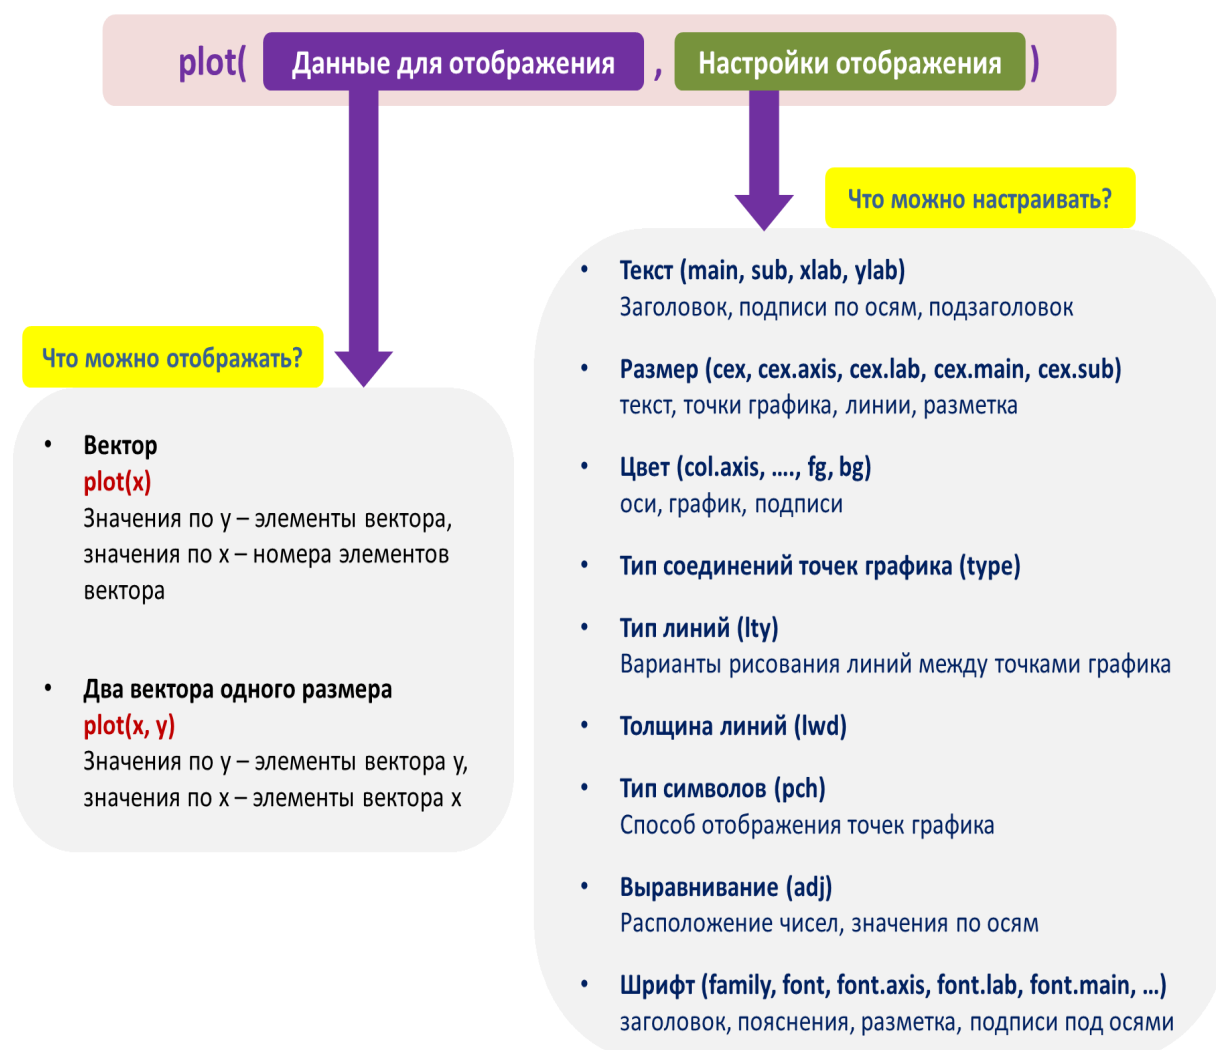 plot( Данные для отображения , Настройки отображения )
Что можно отображать?
• Вектор
plot(x)
Значения по y – элементы вектора,
значения по x – номера элементов
вектора
• Два вектора одного размера
plot(x, y)
Значения по y – элементы вектора y,
значения по x – элементы вектора x
Что можно настраивать?
• Текст (main, sub, xlab, ylab)
Заголовок, подписи по осям, подзаголовок
• Размер (cex, cex.axis, cex.lab, cex.main, cex.sub)
текст, точки графика, линии, разметка
• Цвет (col.axis, …., fg, bg)
оси, график, подписи
• Тип соединений точек графика (type)
• Тип линий (lty)
Варианты рисования линий между точками графика
• Толщина линий (lwd)
• Тип символов (pch)
Способ отображения точек графика
• Выравнивание (adj)
Расположение чисел, значения по осям
• Шрифт (family, font, font.axis, font.lab, font.main, …)
заголовок, пояснения, разметка, подписи под осями